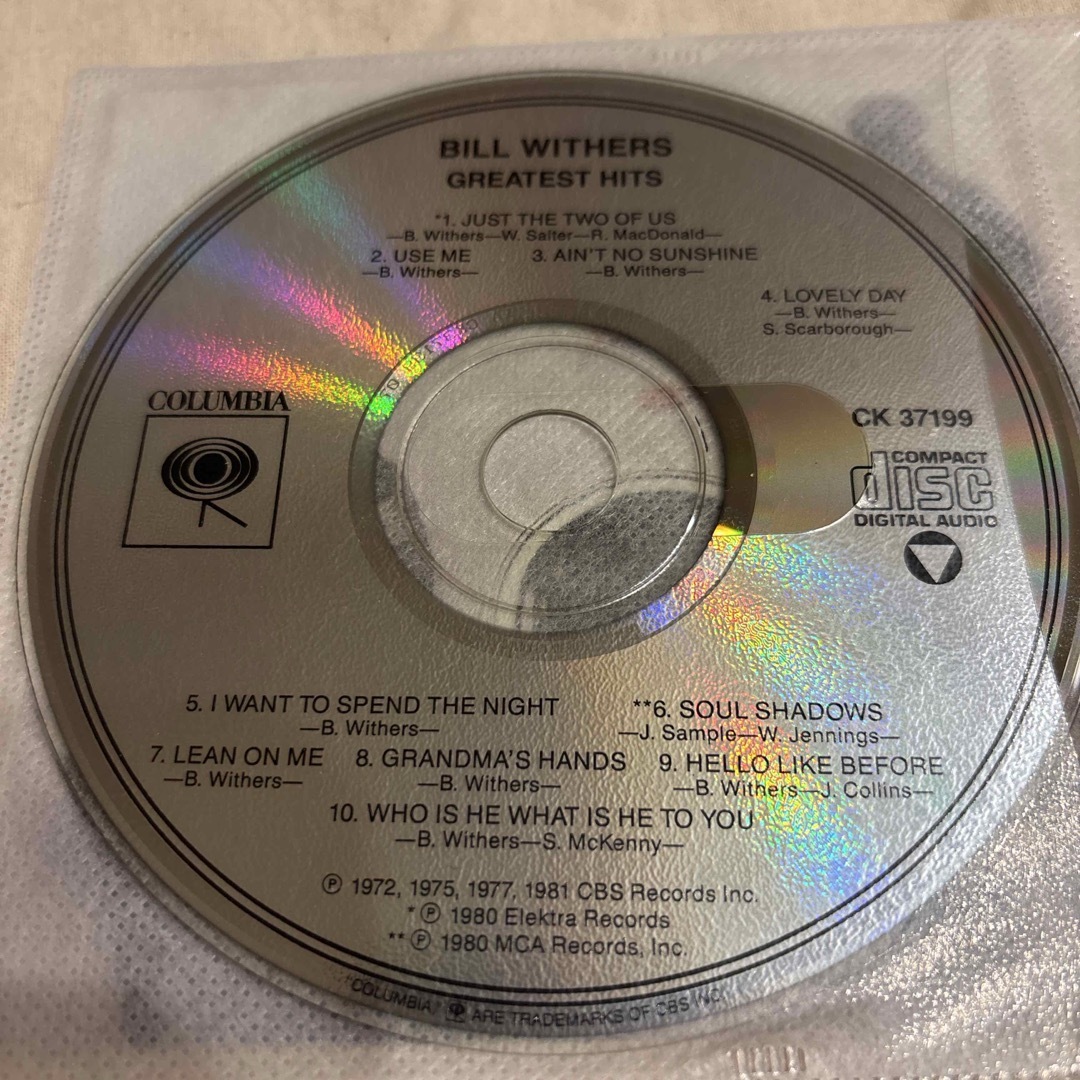 BILL WITHERS
GREATEST HITS
*1. JUST THE TWO OF US
—B. Withers—W. Salter—R. MacDonald—
2. USE ME 3. AIN'T NO SUNSHINE
—B. Withers— —B. Withers—
4. LOVELY DAY
—B. Withers—
S. Scarborough—
COLUMBIA
CK 37199
COMPACT
disc
DIGITAL AUDIO
5. I WANT TO SPEND THE NIGHT **6. SOUL SHADOWS
—B. Withers— —J. Sample—W. Jennings—
7. LEAN ON ME 8. GRANDMA'S HANDS 9. HELLO LIKE BEFORE
—B. Withers— —B. Withers— —B. Withers—J. Collins—
10. WHO IS HE WHAT IS HE TO YOU
—B. Withers—S. McKenny—
℗ 1972, 1975, 1977, 1981 CBS Records Inc.
*℗ 1980 Elektra Records
**℗ 1980 MCA Records, Inc.
"COLUMBIA," ARE TRADEMARKS OF CBS INC.